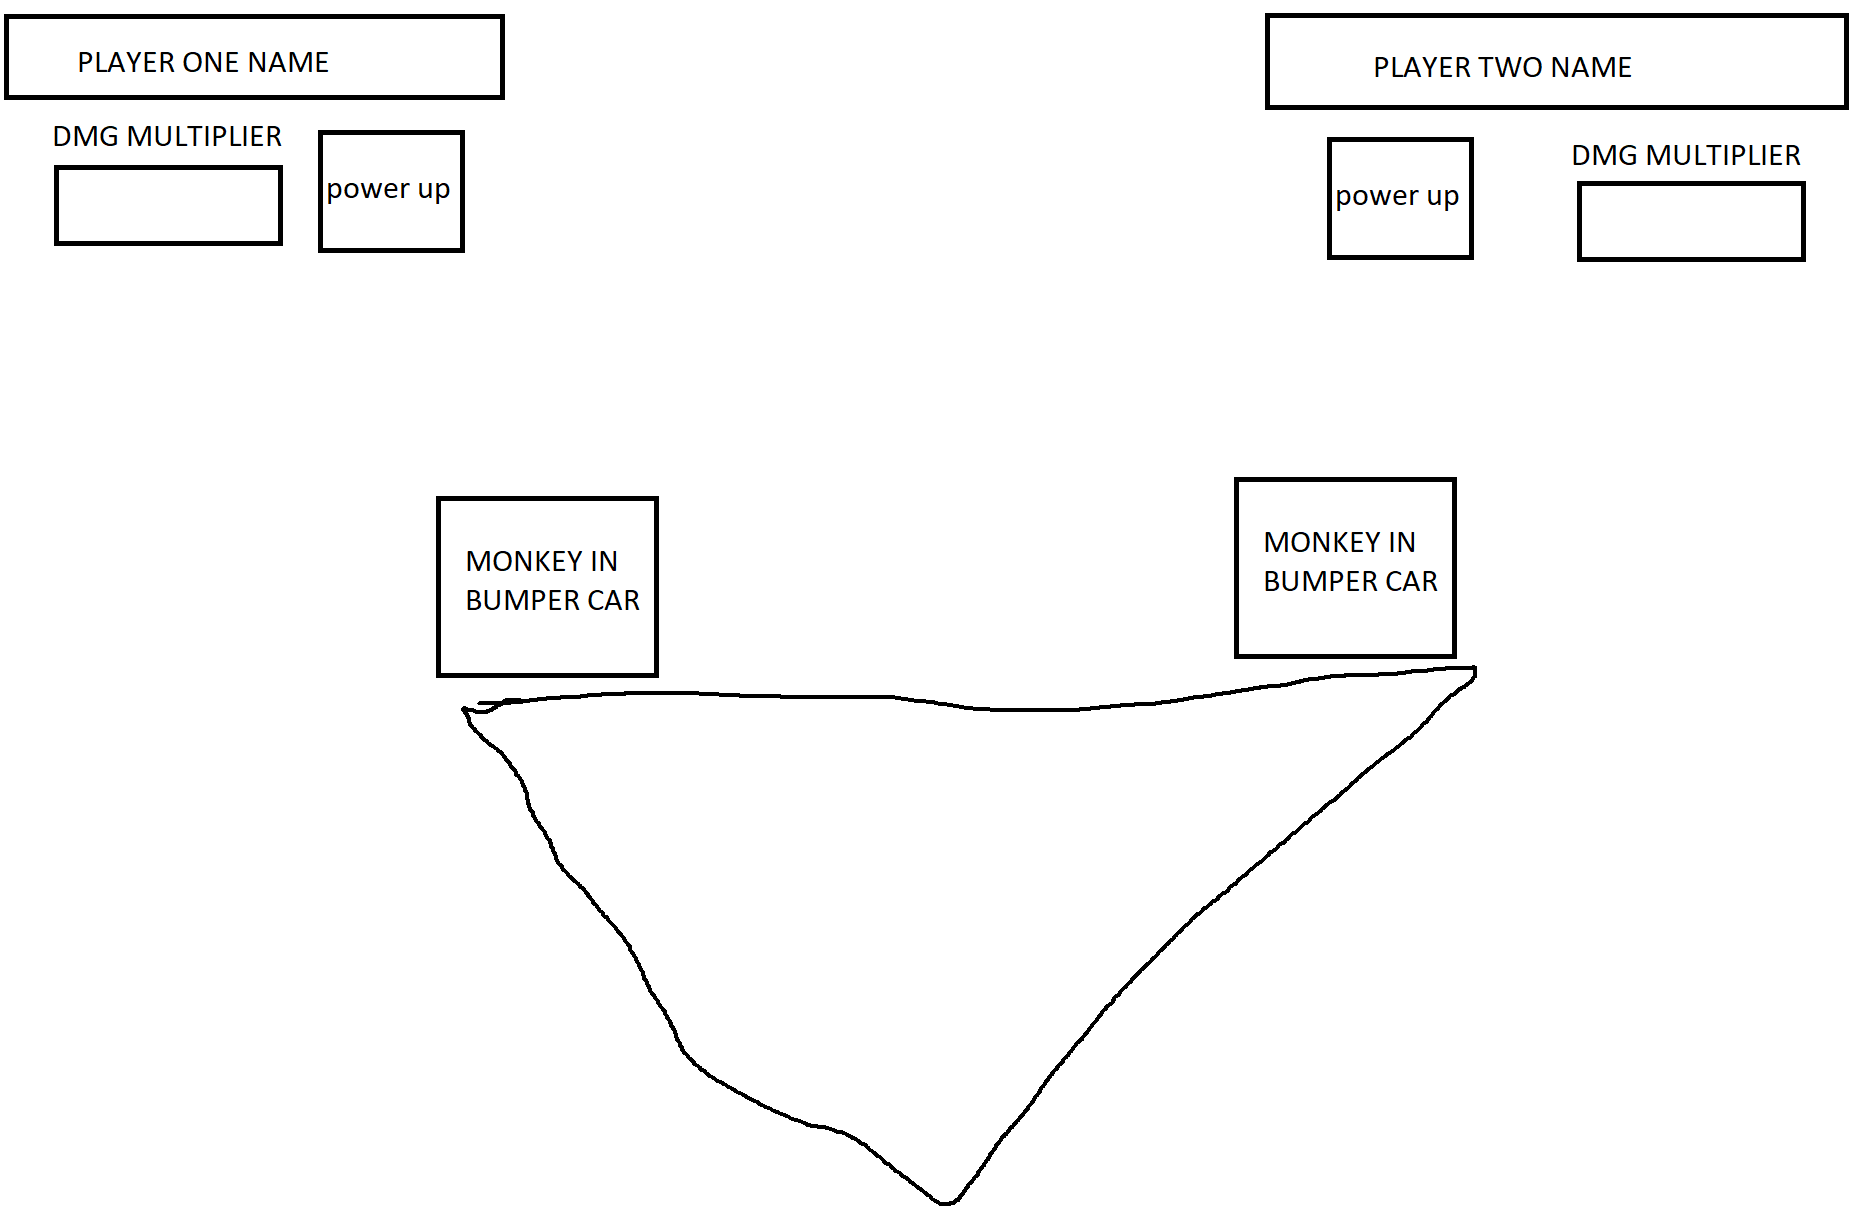 PLAYER ONE NAME
PLAYER TWO NAME
DMG MULTIPLIER
power up
power up
DMG MULTIPLIER
MONKEY IN
BUMPER CAR
MONKEY IN
BUMPER CAR